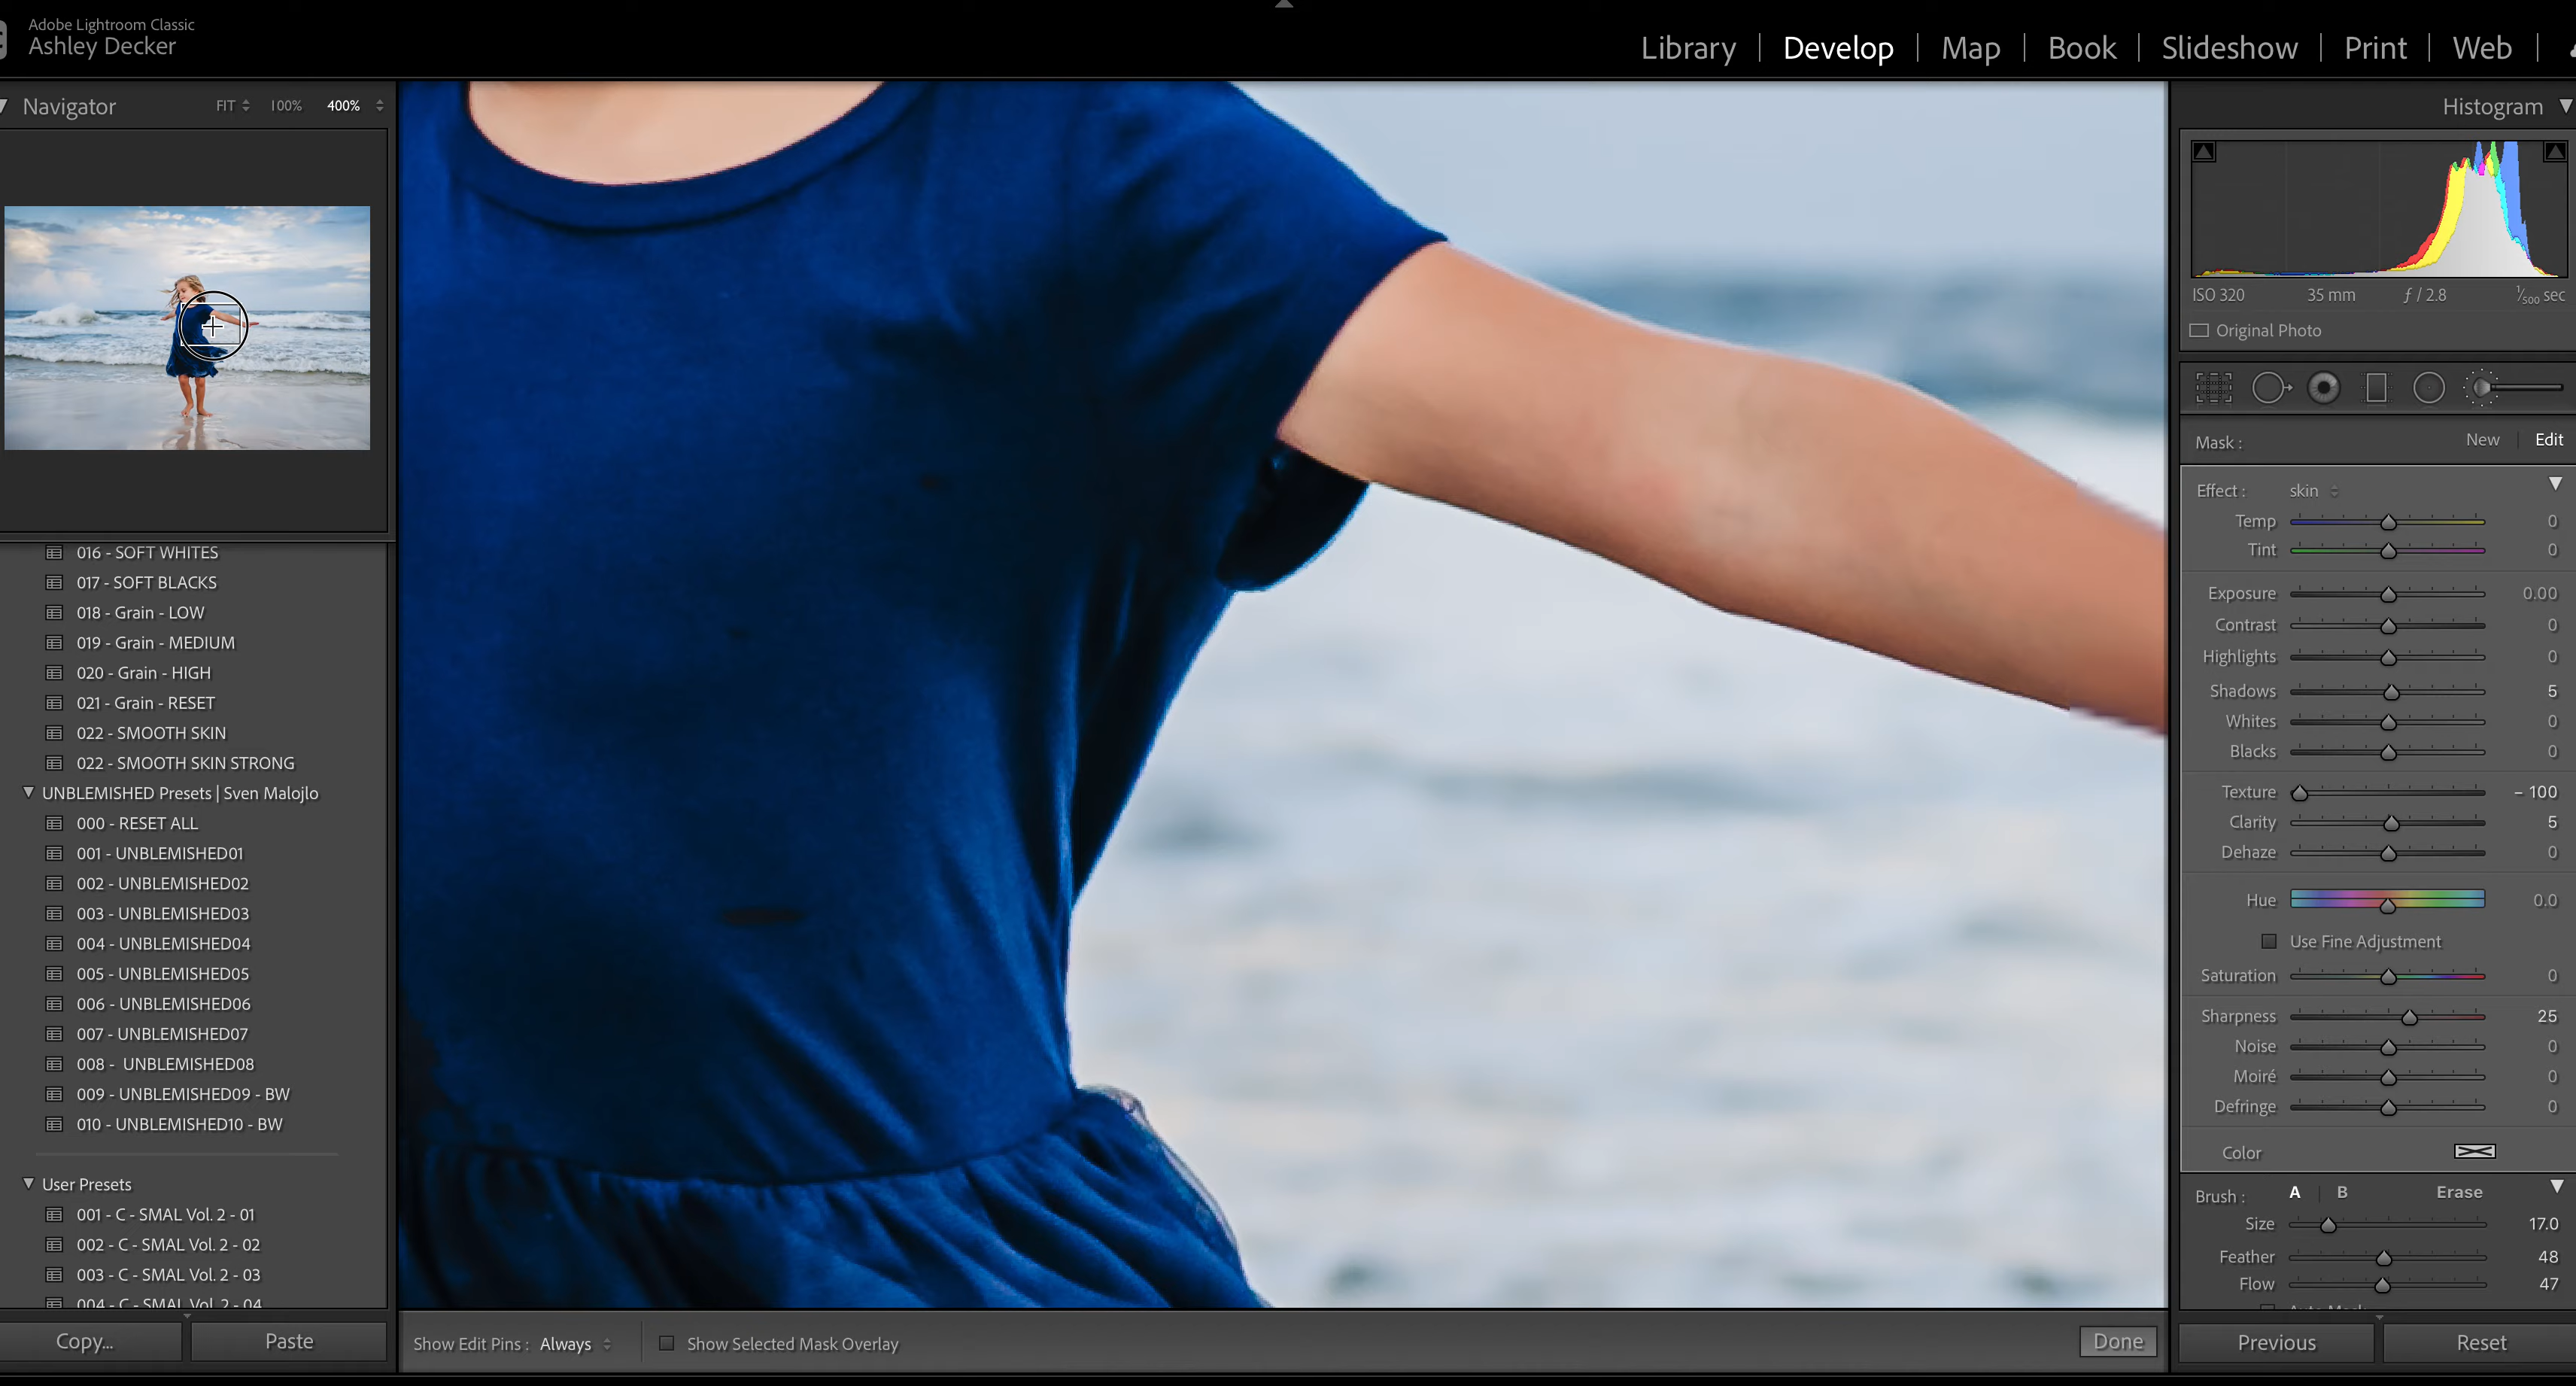 Adobe Lightroom Classic
Ashley Decker
Library | Develop | Map | Book | Slideshow | Print | Web
Navigator FIT 100% 400%
016 - SOFT WHITES
017 - SOFT BLACKS
018 - Grain - LOW
019 - Grain - MEDIUM
020 - Grain - HIGH
021 - Grain - RESET
022 - SMOOTH SKIN
022 - SMOOTH SKIN STRONG
UNBLEMISHED Presets | Sven Malojlo
000 - RESET ALL
001 - UNBLEMISHED01
002 - UNBLEMISHED02
003 - UNBLEMISHED03
004 - UNBLEMISHED04
005 - UNBLEMISHED05
006 - UNBLEMISHED06
007 - UNBLEMISHED07
008 - UNBLEMISHED08
009 - UNBLEMISHED09 - BW
010 - UNBLEMISHED10 - BW
User Presets
001 - C - SMAL Vol. 2 - 01
002 - C - SMAL Vol. 2 - 02
003 - C - SMAL Vol. 2 - 03
004 - C - SMAL Vol. 2 - 04
Copy... Paste
Show Edit Pins : Always Show Selected Mask Overlay Done
Histogram
ISO 320 35 mm ƒ / 2.8 1/500 sec
Original Photo
Mask : New | Edit
Effect : skin
Temp 0
Tint 0
Exposure 0.00
Contrast 0
Highlights 0
Shadows 5
Whites 0
Blacks 0
Texture – 100
Clarity 5
Dehaze 0
Hue 0.0
Use Fine Adjustment
Saturation 0
Sharpness 25
Noise 0
Moiré 0
Defringe 0
Color
Brush : A | B Erase
Size 17.0
Feather 48
Flow 47
Previous Reset